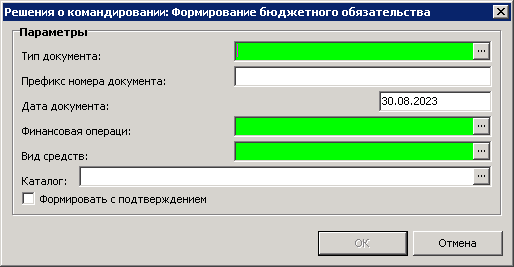 Решения о командировании: Формирование бюджетного обязательства
Параметры
Тип документа: ...
Префикс номера документа:
Дата документа: 30.08.2023
Финансовая операци: ...
Вид средств: ...
Каталог: ...
Формировать с подтверждением
OK Отмена